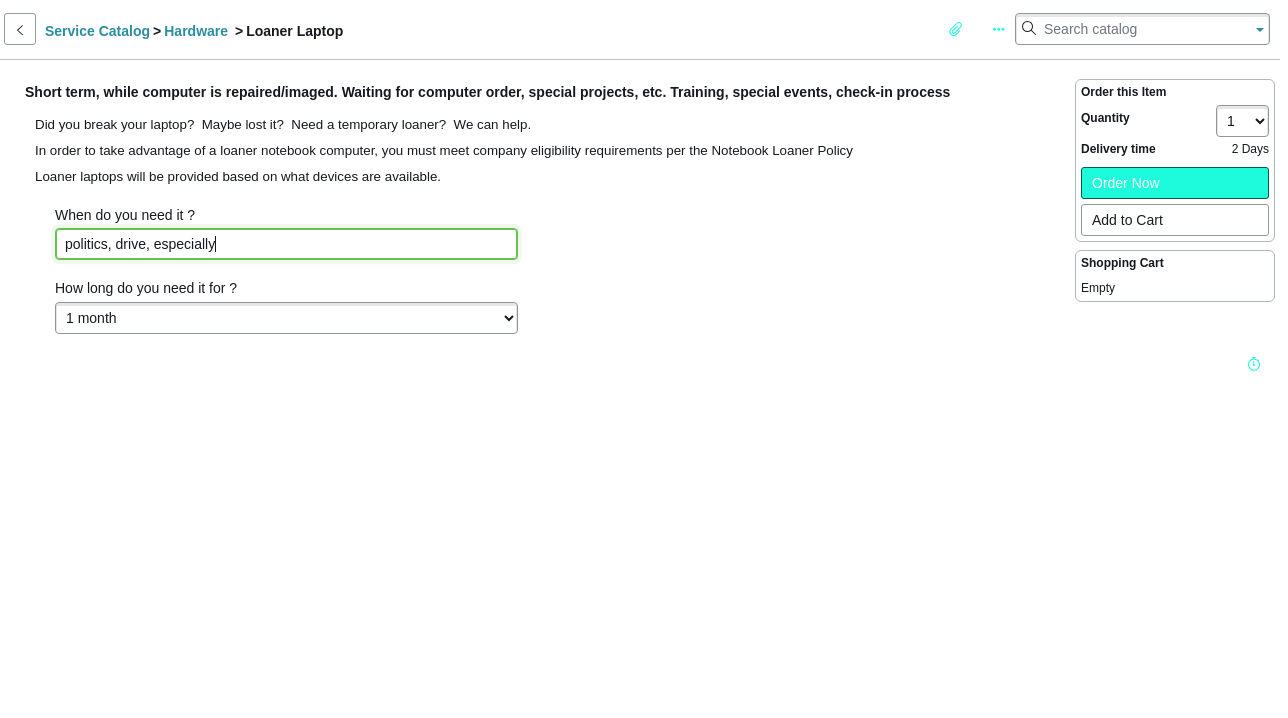 Service Catalog > Hardware > Loaner Laptop
Search catalog
Short term, while computer is repaired/imaged. Waiting for computer order, special projects, etc. Training, special events, check-in process
Did you break your laptop?  Maybe lost it?  Need a temporary loaner?  We can help.
In order to take advantage of a loaner notebook computer, you must meet company eligibility requirements per the Notebook Loaner Policy
Loaner laptops will be provided based on what devices are available.
When do you need it ?
politics, drive, especially
How long do you need it for ?
1 month
Order this Item
Quantity
1
Delivery time
2 Days
Order Now
Add to Cart
Shopping Cart
Empty